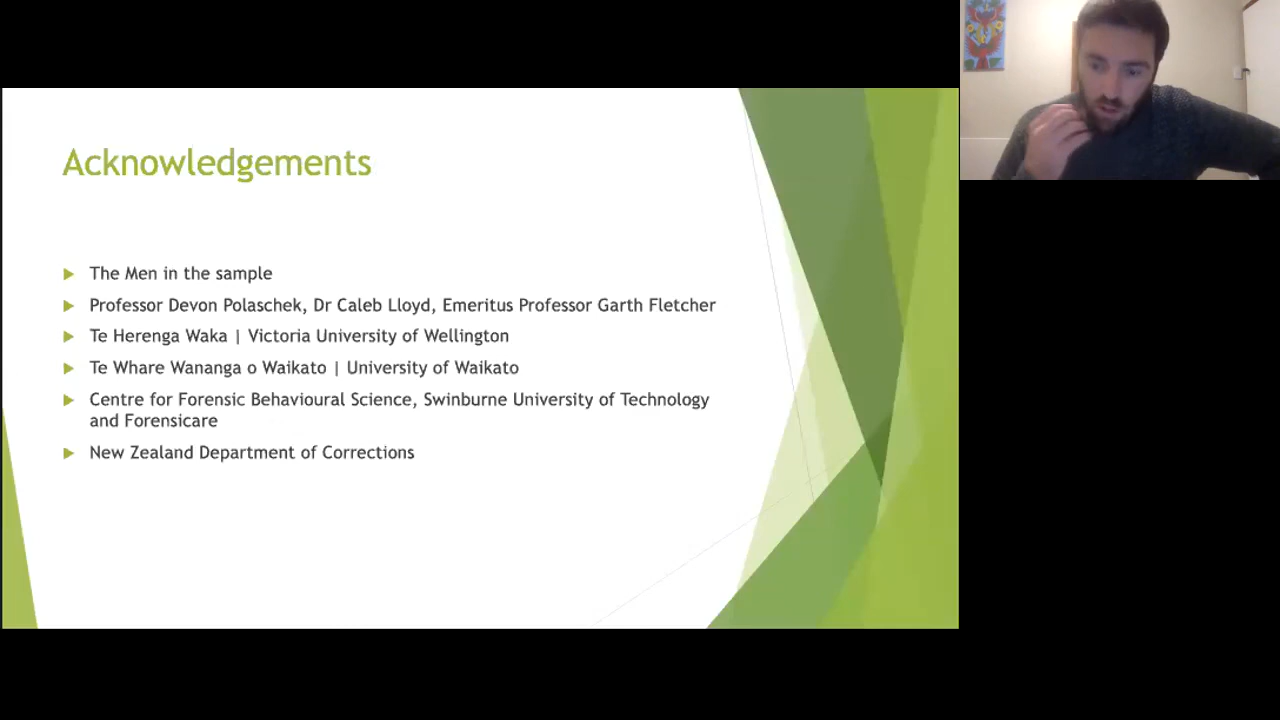 Acknowledgements
The Men in the sample
Professor Devon Polaschek, Dr Caleb Lloyd, Emeritus Professor Garth Fletcher
Te Herenga Waka | Victoria University of Wellington
Te Whare Wananga o Waikato | University of Waikato
Centre for Forensic Behavioural Science, Swinburne University of Technology
and Forensicare
New Zealand Department of Corrections